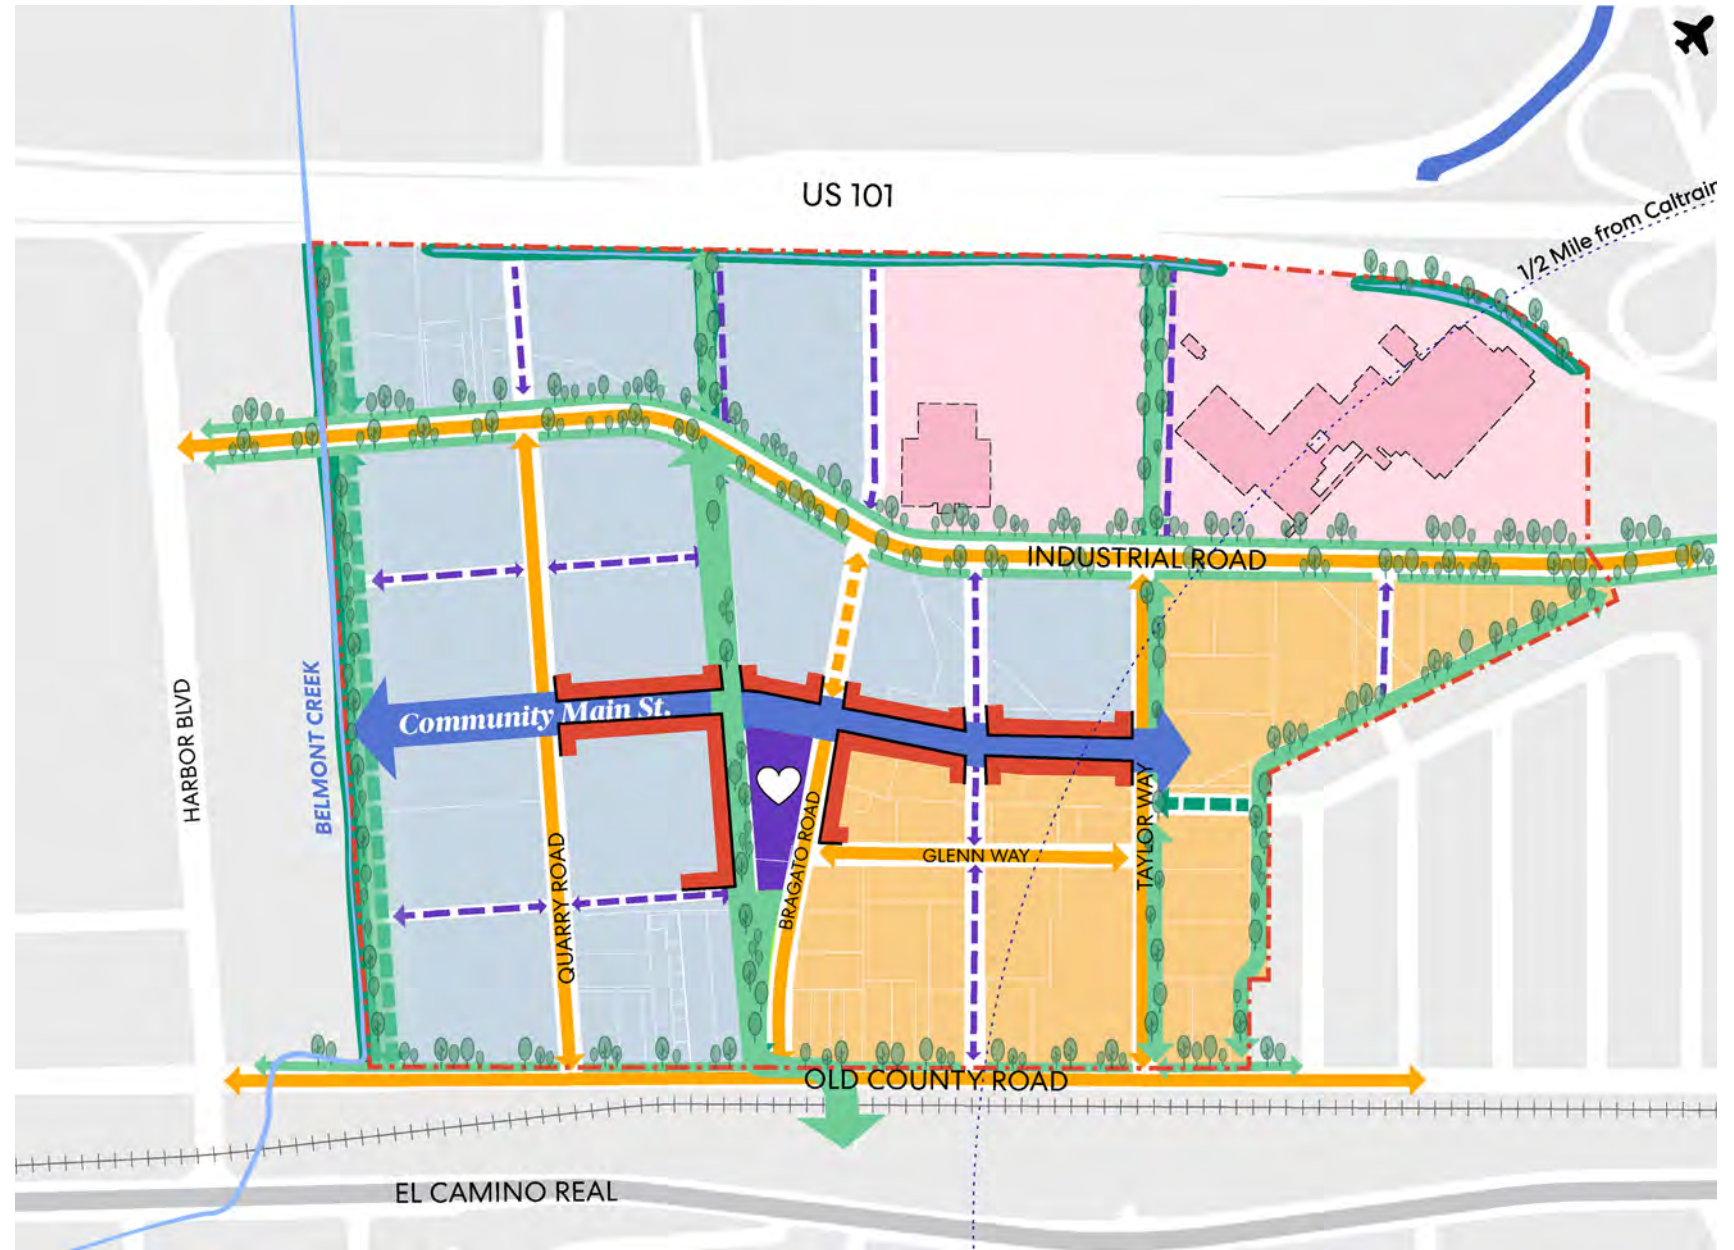 US 101
1/2 Mile from Caltrain
INDUSTRIAL ROAD
HARBOR BLVD
BELMONT CREEK
Community Main St.
QUARRY ROAD
BRAGATO ROAD
GLENN WAY
TAYLOR WAY
OLD COUNTY ROAD
EL CAMINO REAL